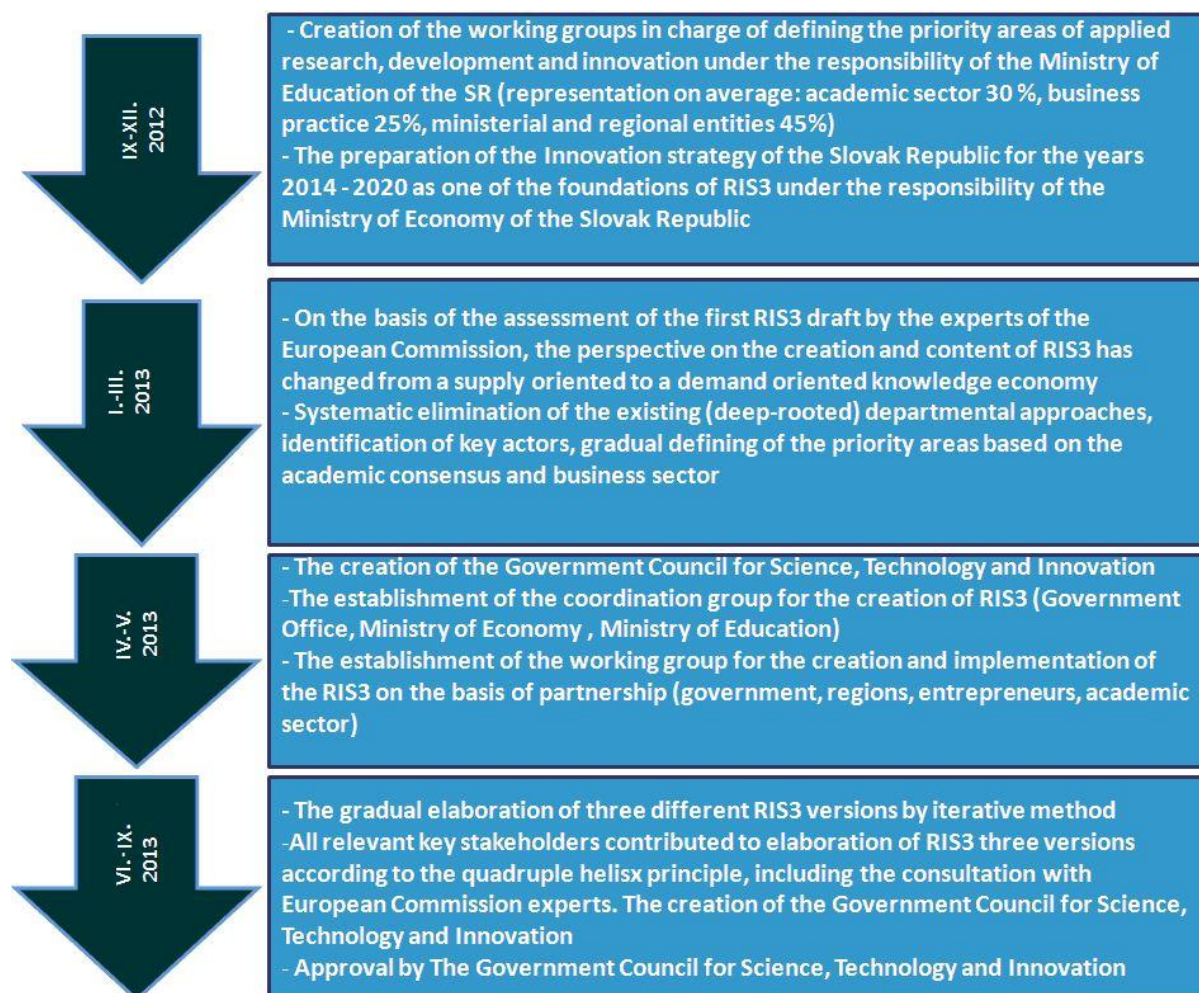 IX-XII.
2012
- Creation of the working groups in charge of defining the priority areas of applied
research, development and innovation under the responsibility of the Ministry of
Education of the SR (representation on average: academic sector 30 %, business
practice 25%, ministerial and regional entities 45%)
- The preparation of the Innovation strategy of the Slovak Republic for the years
2014 - 2020 as one of the foundations of RIS3 under the responsibility of the
Ministry of Economy of the Slovak Republic
I.-III.
2013
- On the basis of the assessment of the first RIS3 draft by the experts of the
European Commission, the perspective on the creation and content of RIS3 has
changed from a supply oriented to a demand oriented knowledge economy
- Systematic elimination of the existing (deep-rooted) departmental approaches,
identification of key actors, gradual defining of the priority areas based on the
academic consensus and business sector
IV.-V.
2013
- The creation of the Government Council for Science, Technology and Innovation
-The establishment of the coordination group for the creation of RIS3 (Government
Office, Ministry of Economy , Ministry of Education)
- The establishment of the working group for the creation and implementation of
the RIS3 on the basis of partnership (government, regions, entrepreneurs, academic
sector)
VI.-IX.
2013
- The gradual elaboration of three different RIS3 versions by iterative method
-All relevant key stakeholders contributed to elaboration of RIS3 three versions
according to the quadruple helisx principle, including the consultation with
European Commission experts. The creation of the Government Council for Science,
Technology and Innovation
- Approval by The Government Council for Science, Technology and Innovation